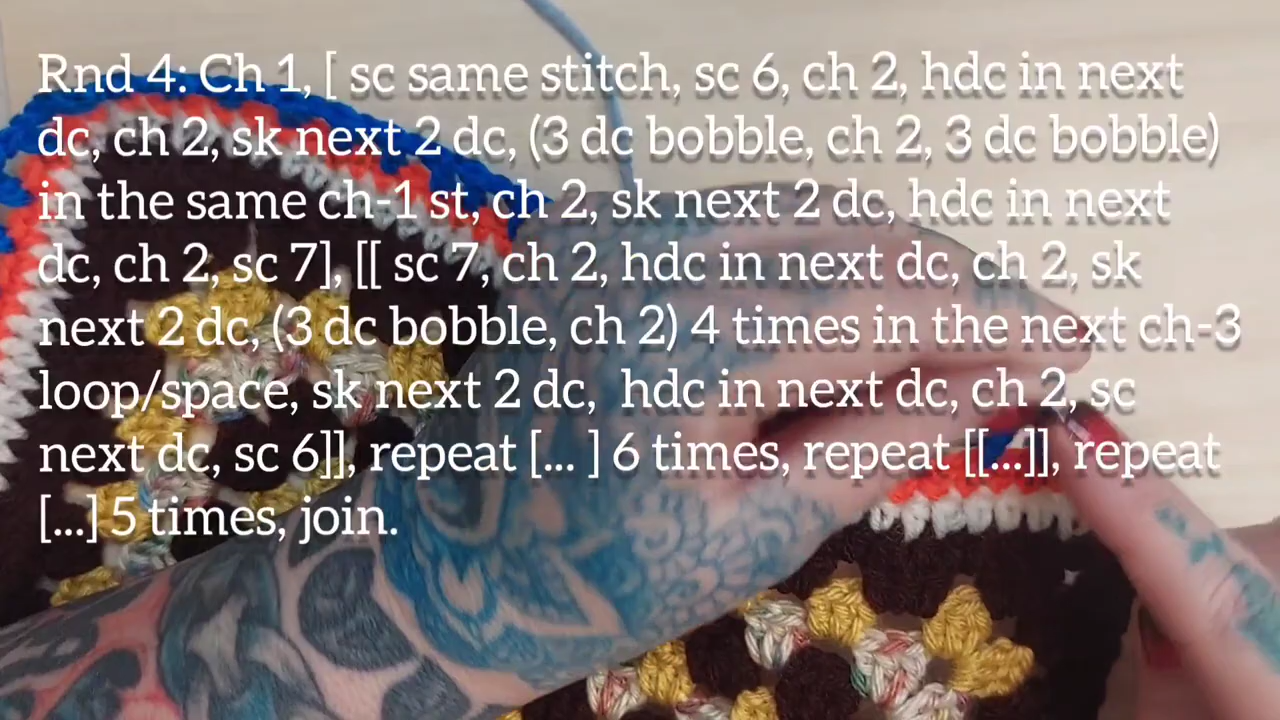 Rnd 4: Ch 1, [ sc same stitch, sc 6, ch 2, hdc in next
dc, ch 2, sk next 2 dc, (3 dc bobble, ch 2, 3 dc bobble)
in the same ch-1 st, ch 2, sk next 2 dc, hdc in next
dc, ch 2, sc 7], [[ sc 7, ch 2, hdc in next dc, ch 2, sk
next 2 dc, (3 dc bobble, ch 2) 4 times in the next ch-3
loop/space, sk next 2 dc,  hdc in next dc, ch 2, sc
next dc, sc 6]], repeat [... ] 6 times, repeat [[...]], repeat
[...] 5 times, join.